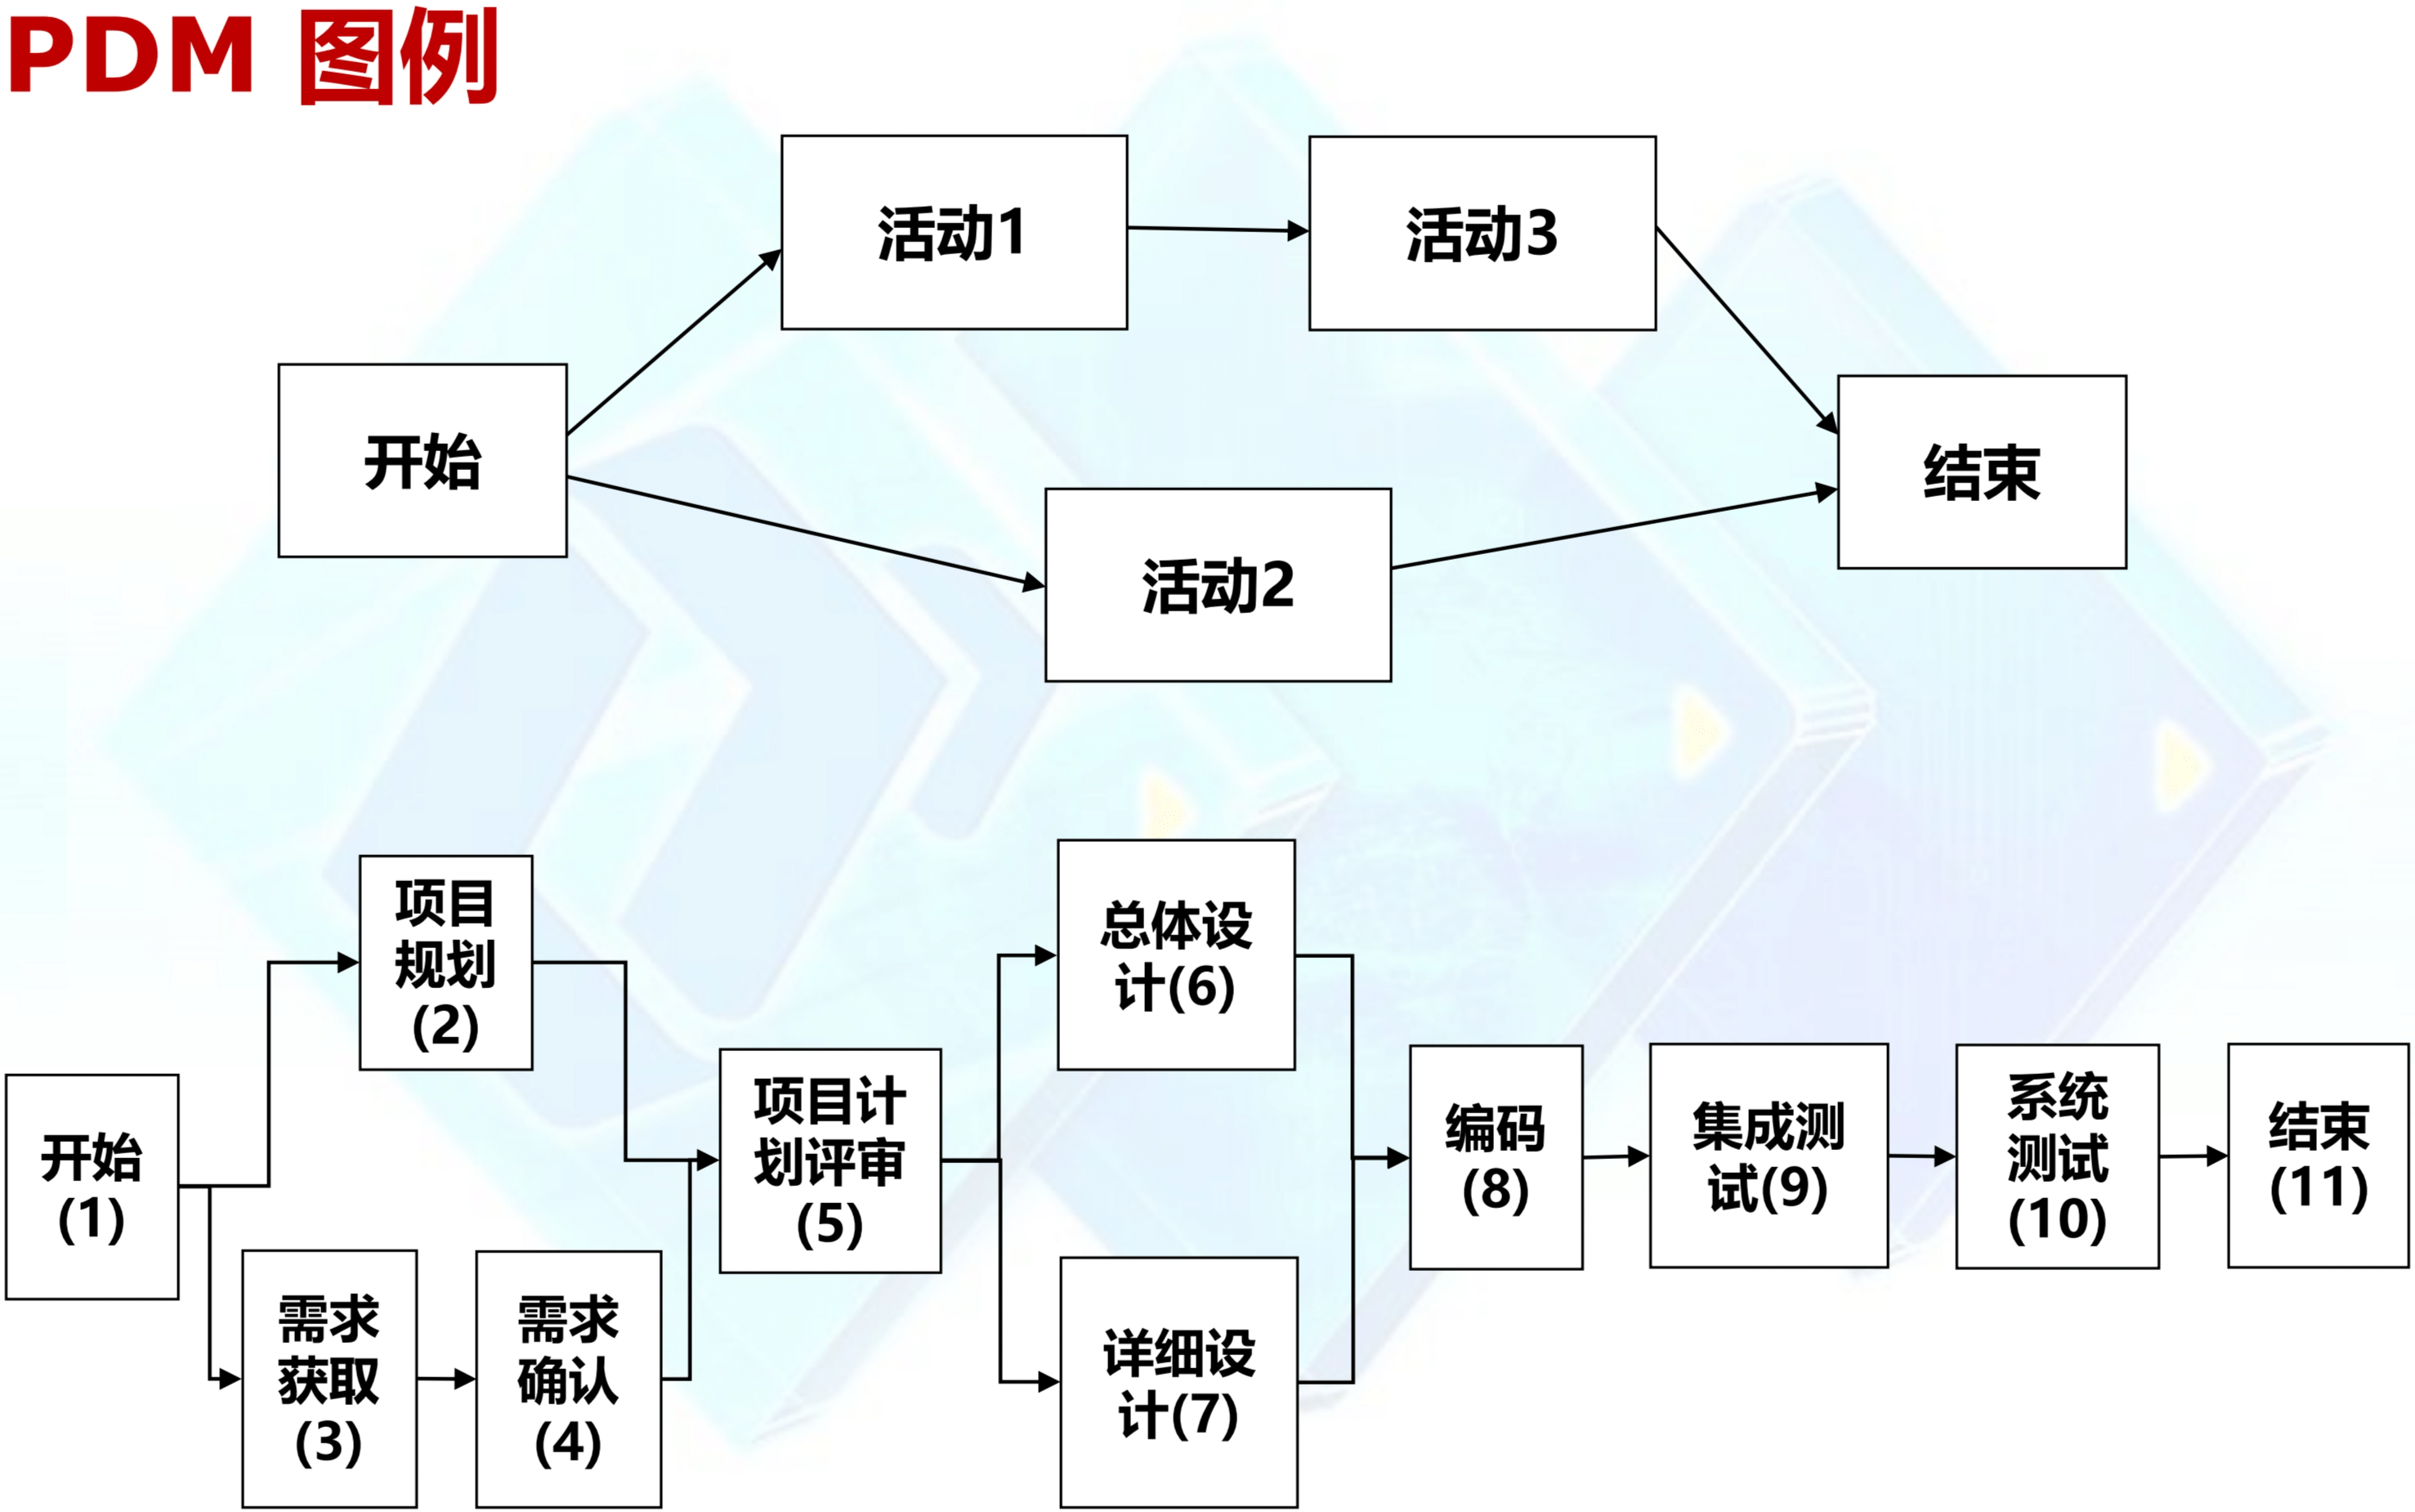 PDM 图例
活动1
活动3
开始
结束
活动2
项目
规划
(2)
总体设
计(6)
开始
(1)
项目计
划评审
(5)
编码
(8)
集成测
试(9)
系统
测试
(10)
结束
(11)
需求
获取
(3)
需求
确认
(4)
详细设
计(7)